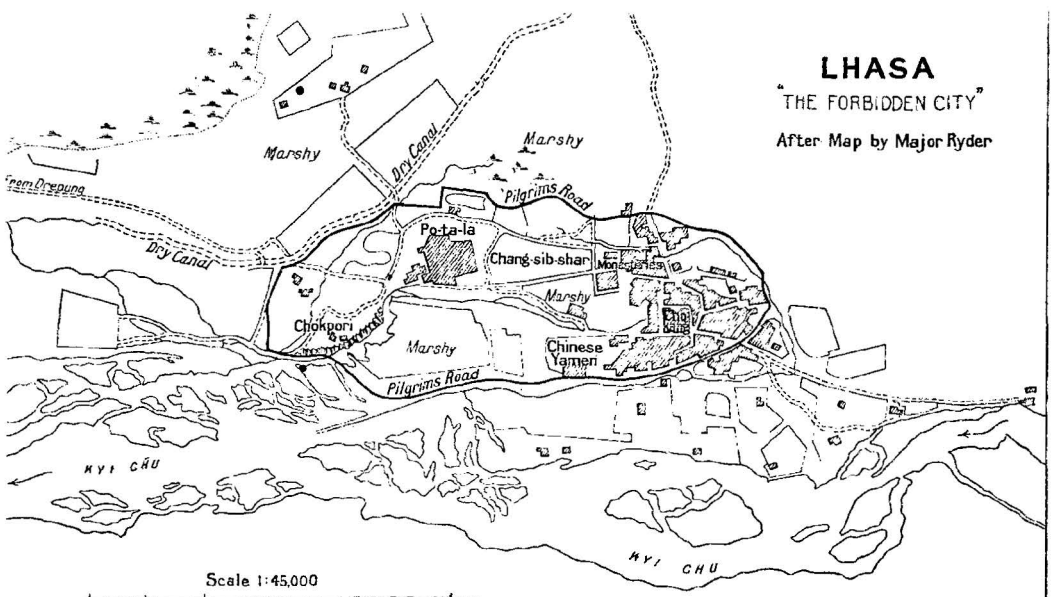 LHASA
"THE FORBIDDEN CITY"
After Map by Major Ryder
Marshy
Dry Canal
Marshy
Pilgrims Road
From Drepung
Dry Canal
Po-ta-la
Chang-sib-shar
Monasteries
Marshy
Chokpori
Marshy
Chinese
Yamen
Pilgrims Road
KYI CHU
KYI CHU
Scale 1:45,000